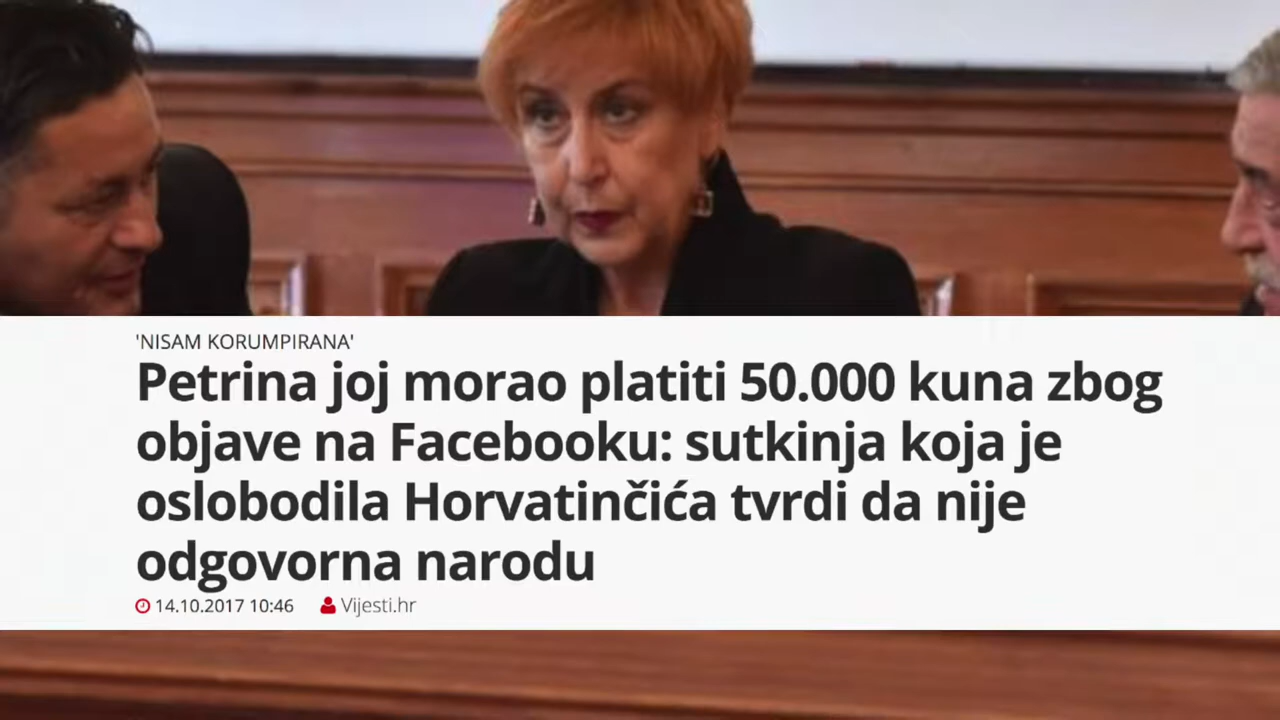 'NISAM KORUMPIRANA'
Petrina joj morao platiti 50.000 kuna zbog
objave na Facebooku: sutkinja koja je
oslobodila Horvatinčića tvrdi da nije
odgovorna narodu
14.10.2017 10:46 Vijesti.hr